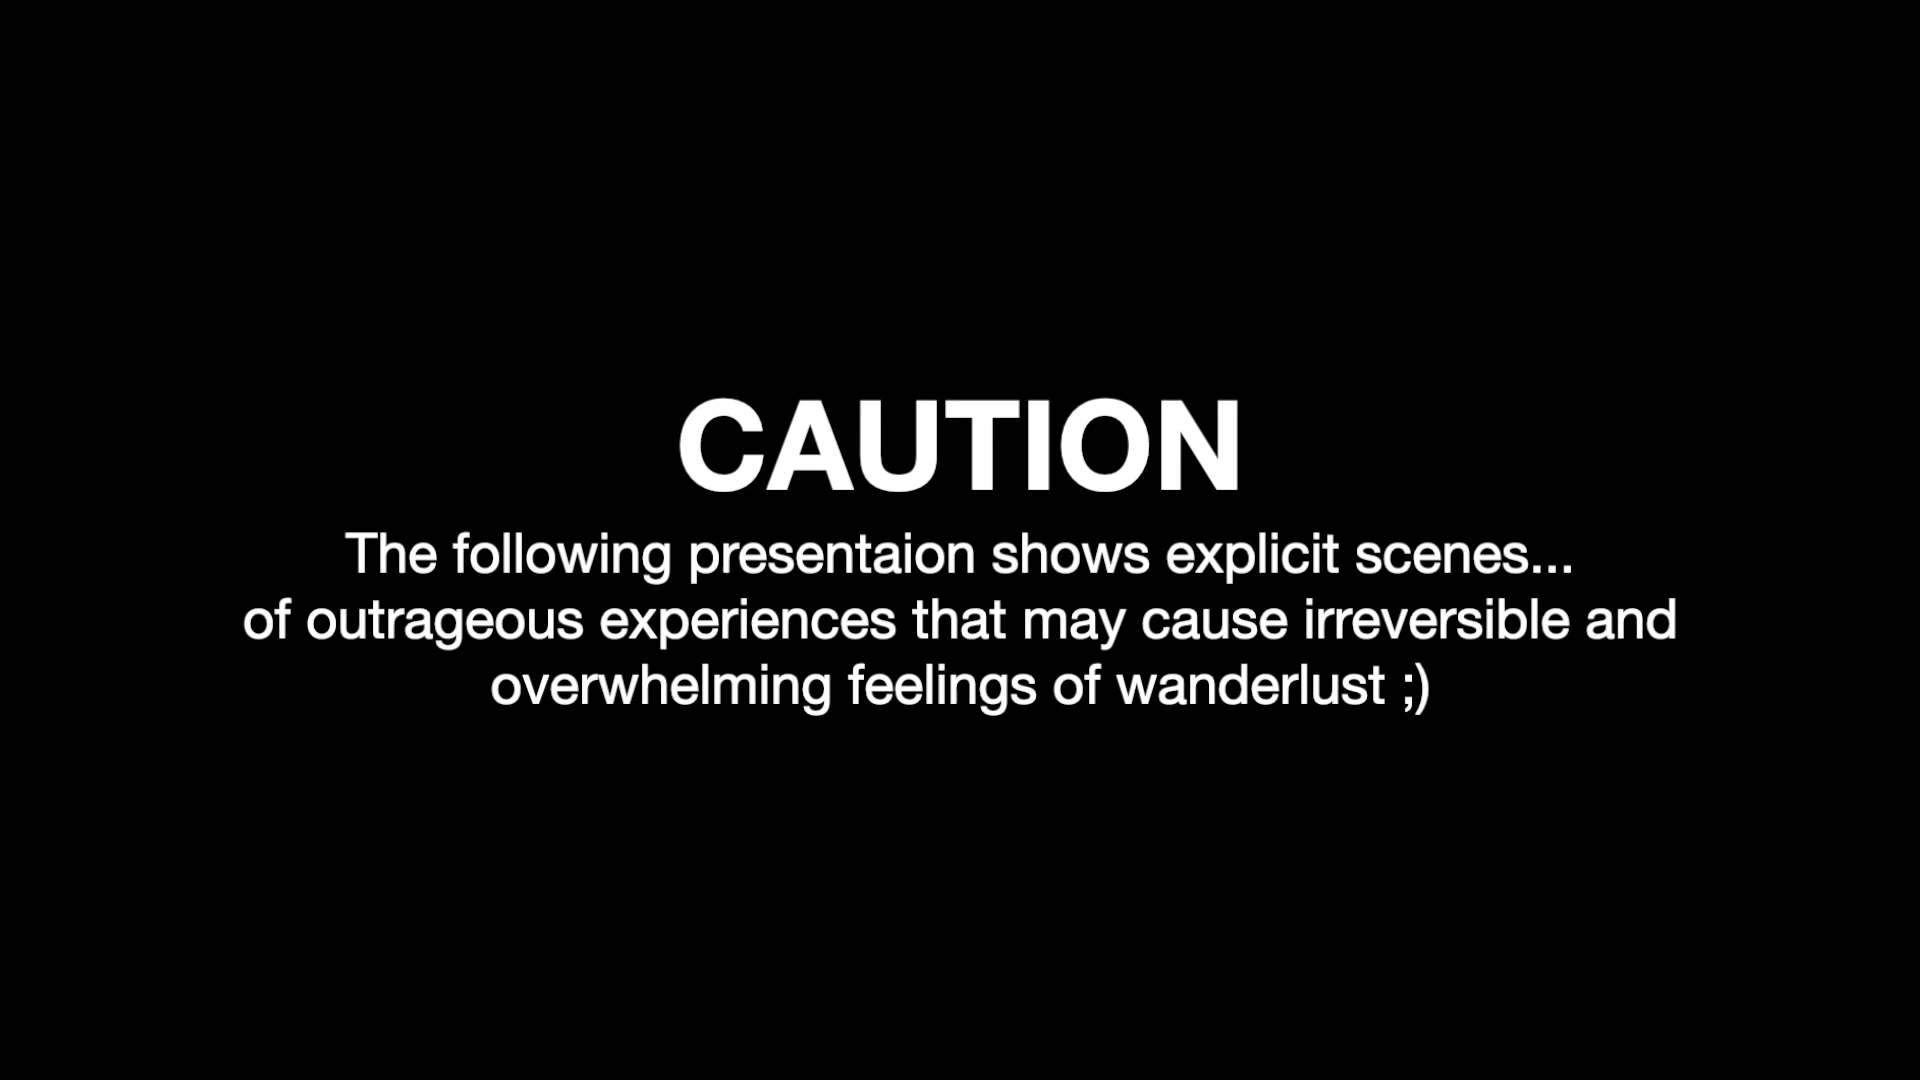 CAUTION
The following presentaion shows explicit scenes...
of outrageous experiences that may cause irreversible and
overwhelming feelings of wanderlust ;)